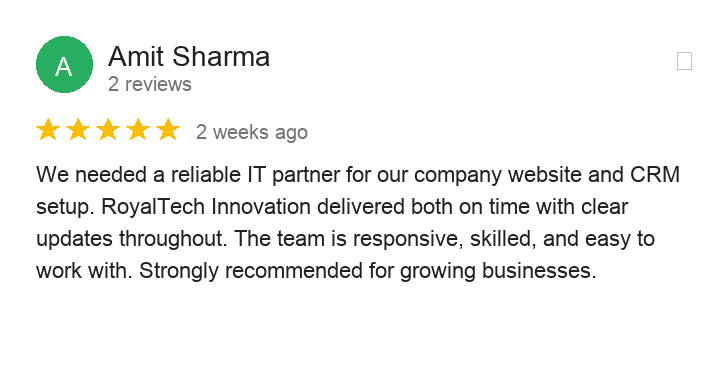 A
Amit Sharma
2 reviews
2 weeks ago
We needed a reliable IT partner for our company website and CRM
setup. RoyalTech Innovation delivered both on time with clear
updates throughout. The team is responsive, skilled, and easy to
work with. Strongly recommended for growing businesses.